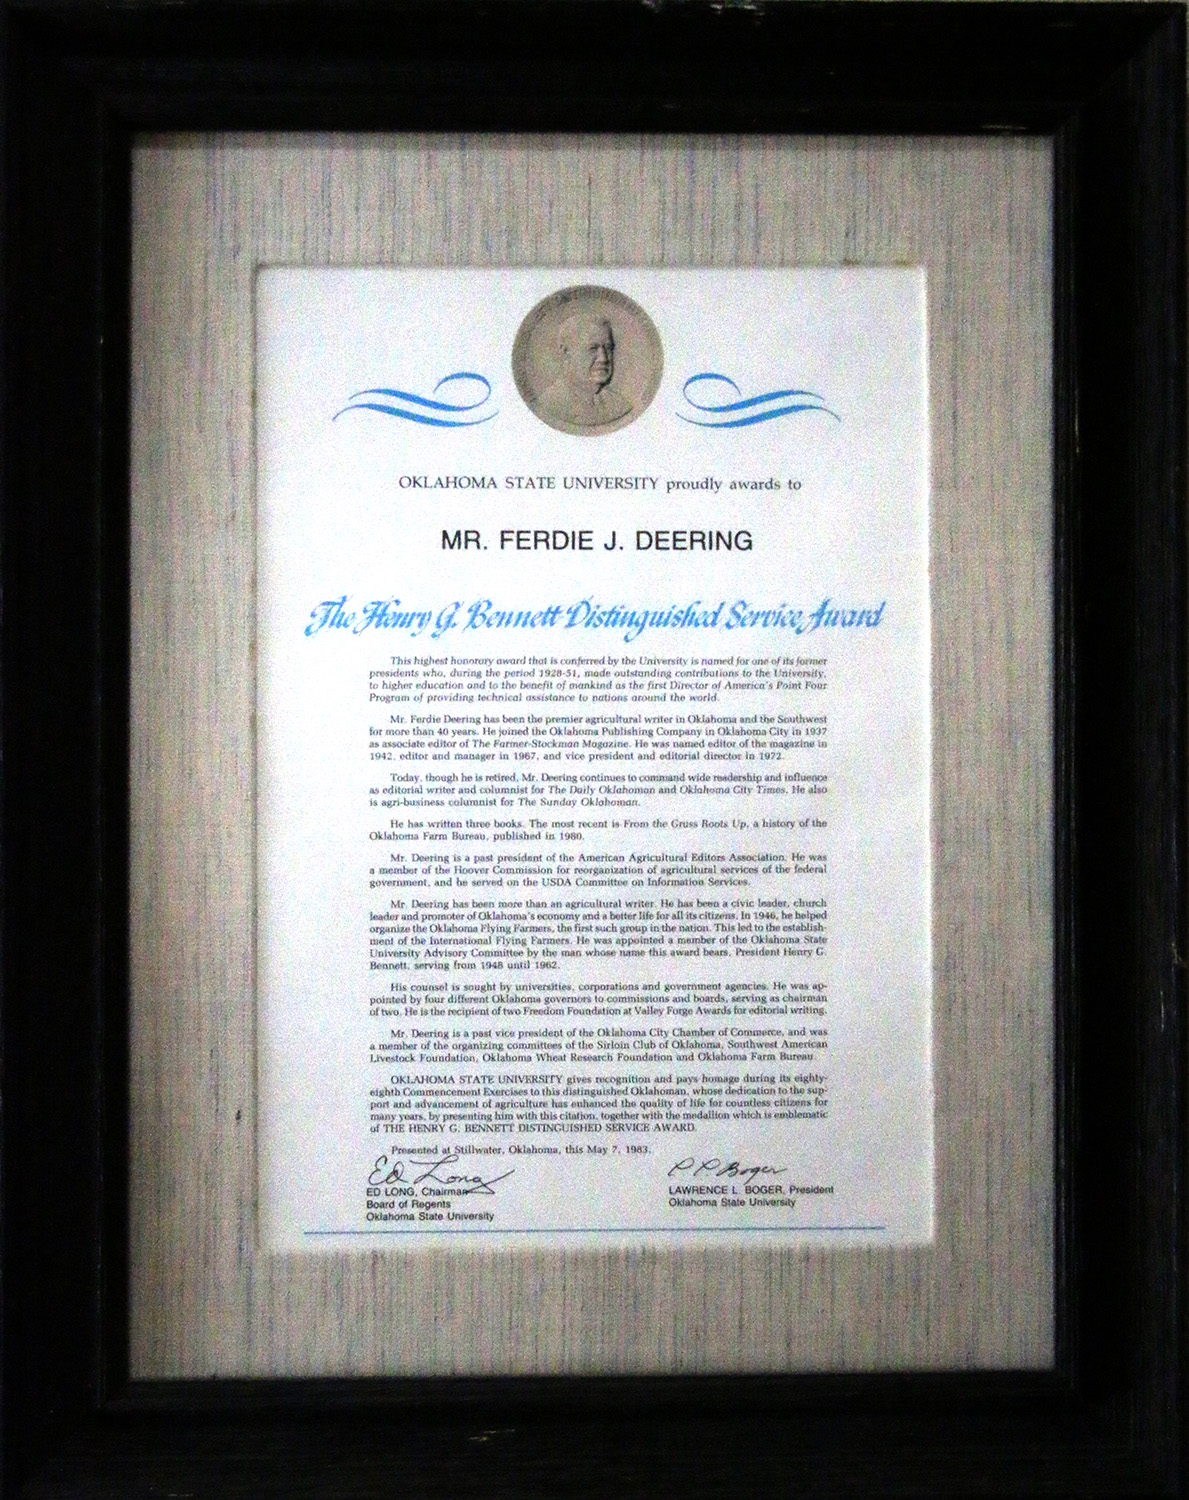 OKLAHOMA STATE UNIVERSITY proudly awards to
MR. FERDIE J. DEERING
The Henry G. Bennett Distinguished Service Award
This highest honorary award that is conferred by the University is named for one of its former
presidents who, during the period 1928-51, made outstanding contributions to the University,
to higher education and to the benefit of mankind as the first Director of America's Point Four
Program of providing technical assistance to nations around the world.
Mr. Ferdie Deering has been the premier agricultural writer in Oklahoma and the Southwest
for more than 40 years. He joined the Oklahoma Publishing Company in Oklahoma City in 1937
as associate editor of The Farmer-Stockman Magazine. He was named editor of the magazine in
1942, editor and manager in 1967, and vice president and editorial director in 1972.
Today, though he is retired, Mr. Deering continues to command wide readership and influence
as editorial writer and columnist for The Daily Oklahoman and Oklahoma City Times. He also
is agri-business columnist for The Sunday Oklahoman.
He has written three books. The most recent is From the Grass Roots Up, a history of the
Oklahoma Farm Bureau, published in 1980.
Mr. Deering is a past president of the American Agricultural Editors Association. He was
a member of the Hoover Commission for reorganization of agricultural services of the federal
government, and he served on the USDA Committee on Information Services.
Mr. Deering has been more than an agricultural writer. He has been a civic leader, church
leader and promoter of Oklahoma's economy and a better life for all its citizens. In 1946, he helped
organize the Oklahoma Flying Farmers, the first such group in the nation. This led to the establish-
ment of the International Flying Farmers. He was appointed a member of the Oklahoma State
University Advisory Committee by the man whose name this award bears, President Henry G.
Bennett, serving from 1948 until 1962.
His counsel is sought by universities, corporations and government agencies. He was ap-
pointed by four different Oklahoma governors to commissions and boards, serving as chairman
of two. He is the recipient of two Freedom Foundation at Valley Forge Awards for editorial writing.
Mr. Deering is a past vice president of the Oklahoma City Chamber of Commerce, and was
a member of the organizing committees of the Sirloin Club of Oklahoma, Southwest American
Livestock Foundation, Oklahoma Wheat Research Foundation and Oklahoma Farm Bureau.
OKLAHOMA STATE UNIVERSITY gives recognition and pays homage during its eighty-
eighth Commencement Exercises to this distinguished Oklahoman, whose dedication to the sup-
port and advancement of agriculture has enhanced the quality of life for countless citizens for
many years, by presenting him with this citation, together with the medallion which is emblematic
of THE HENRY G. BENNETT DISTINGUISHED SERVICE AWARD.
Presented at Stillwater, Oklahoma, this May 7, 1983.
Ed Long
ED LONG, Chairman
Board of Regents
Oklahoma State University
L L Boger
LAWRENCE L. BOGER, President
Oklahoma State University